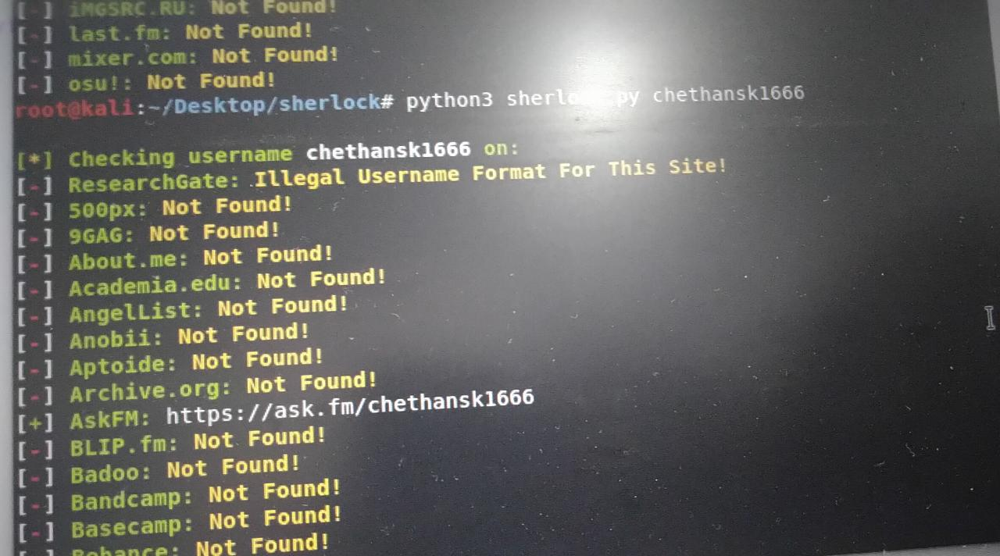 [-] iMGSRC.RU: Not Found!
[-] last.fm: Not Found!
[-] mixer.com: Not Found!
[-] osu!: Not Found!
root@kali:~/Desktop/sherlock# python3 sherlock.py chethansk1666
[*] Checking username chethansk1666 on:
[-] ResearchGate: Illegal Username Format For This Site!
[-] 500px: Not Found!
[-] 9GAG: Not Found!
[-] About.me: Not Found!
[-] Academia.edu: Not Found!
[-] AngelList: Not Found!
[-] Anobii: Not Found!
[-] Aptoide: Not Found!
[-] Archive.org: Not Found!
[+] AskFM: https://ask.fm/chethansk1666
[-] BLIP.fm: Not Found!
[-] Badoo: Not Found!
[-] Bandcamp: Not Found!
[-] Basecamp: Not Found!
[-] Behance: Not Found!